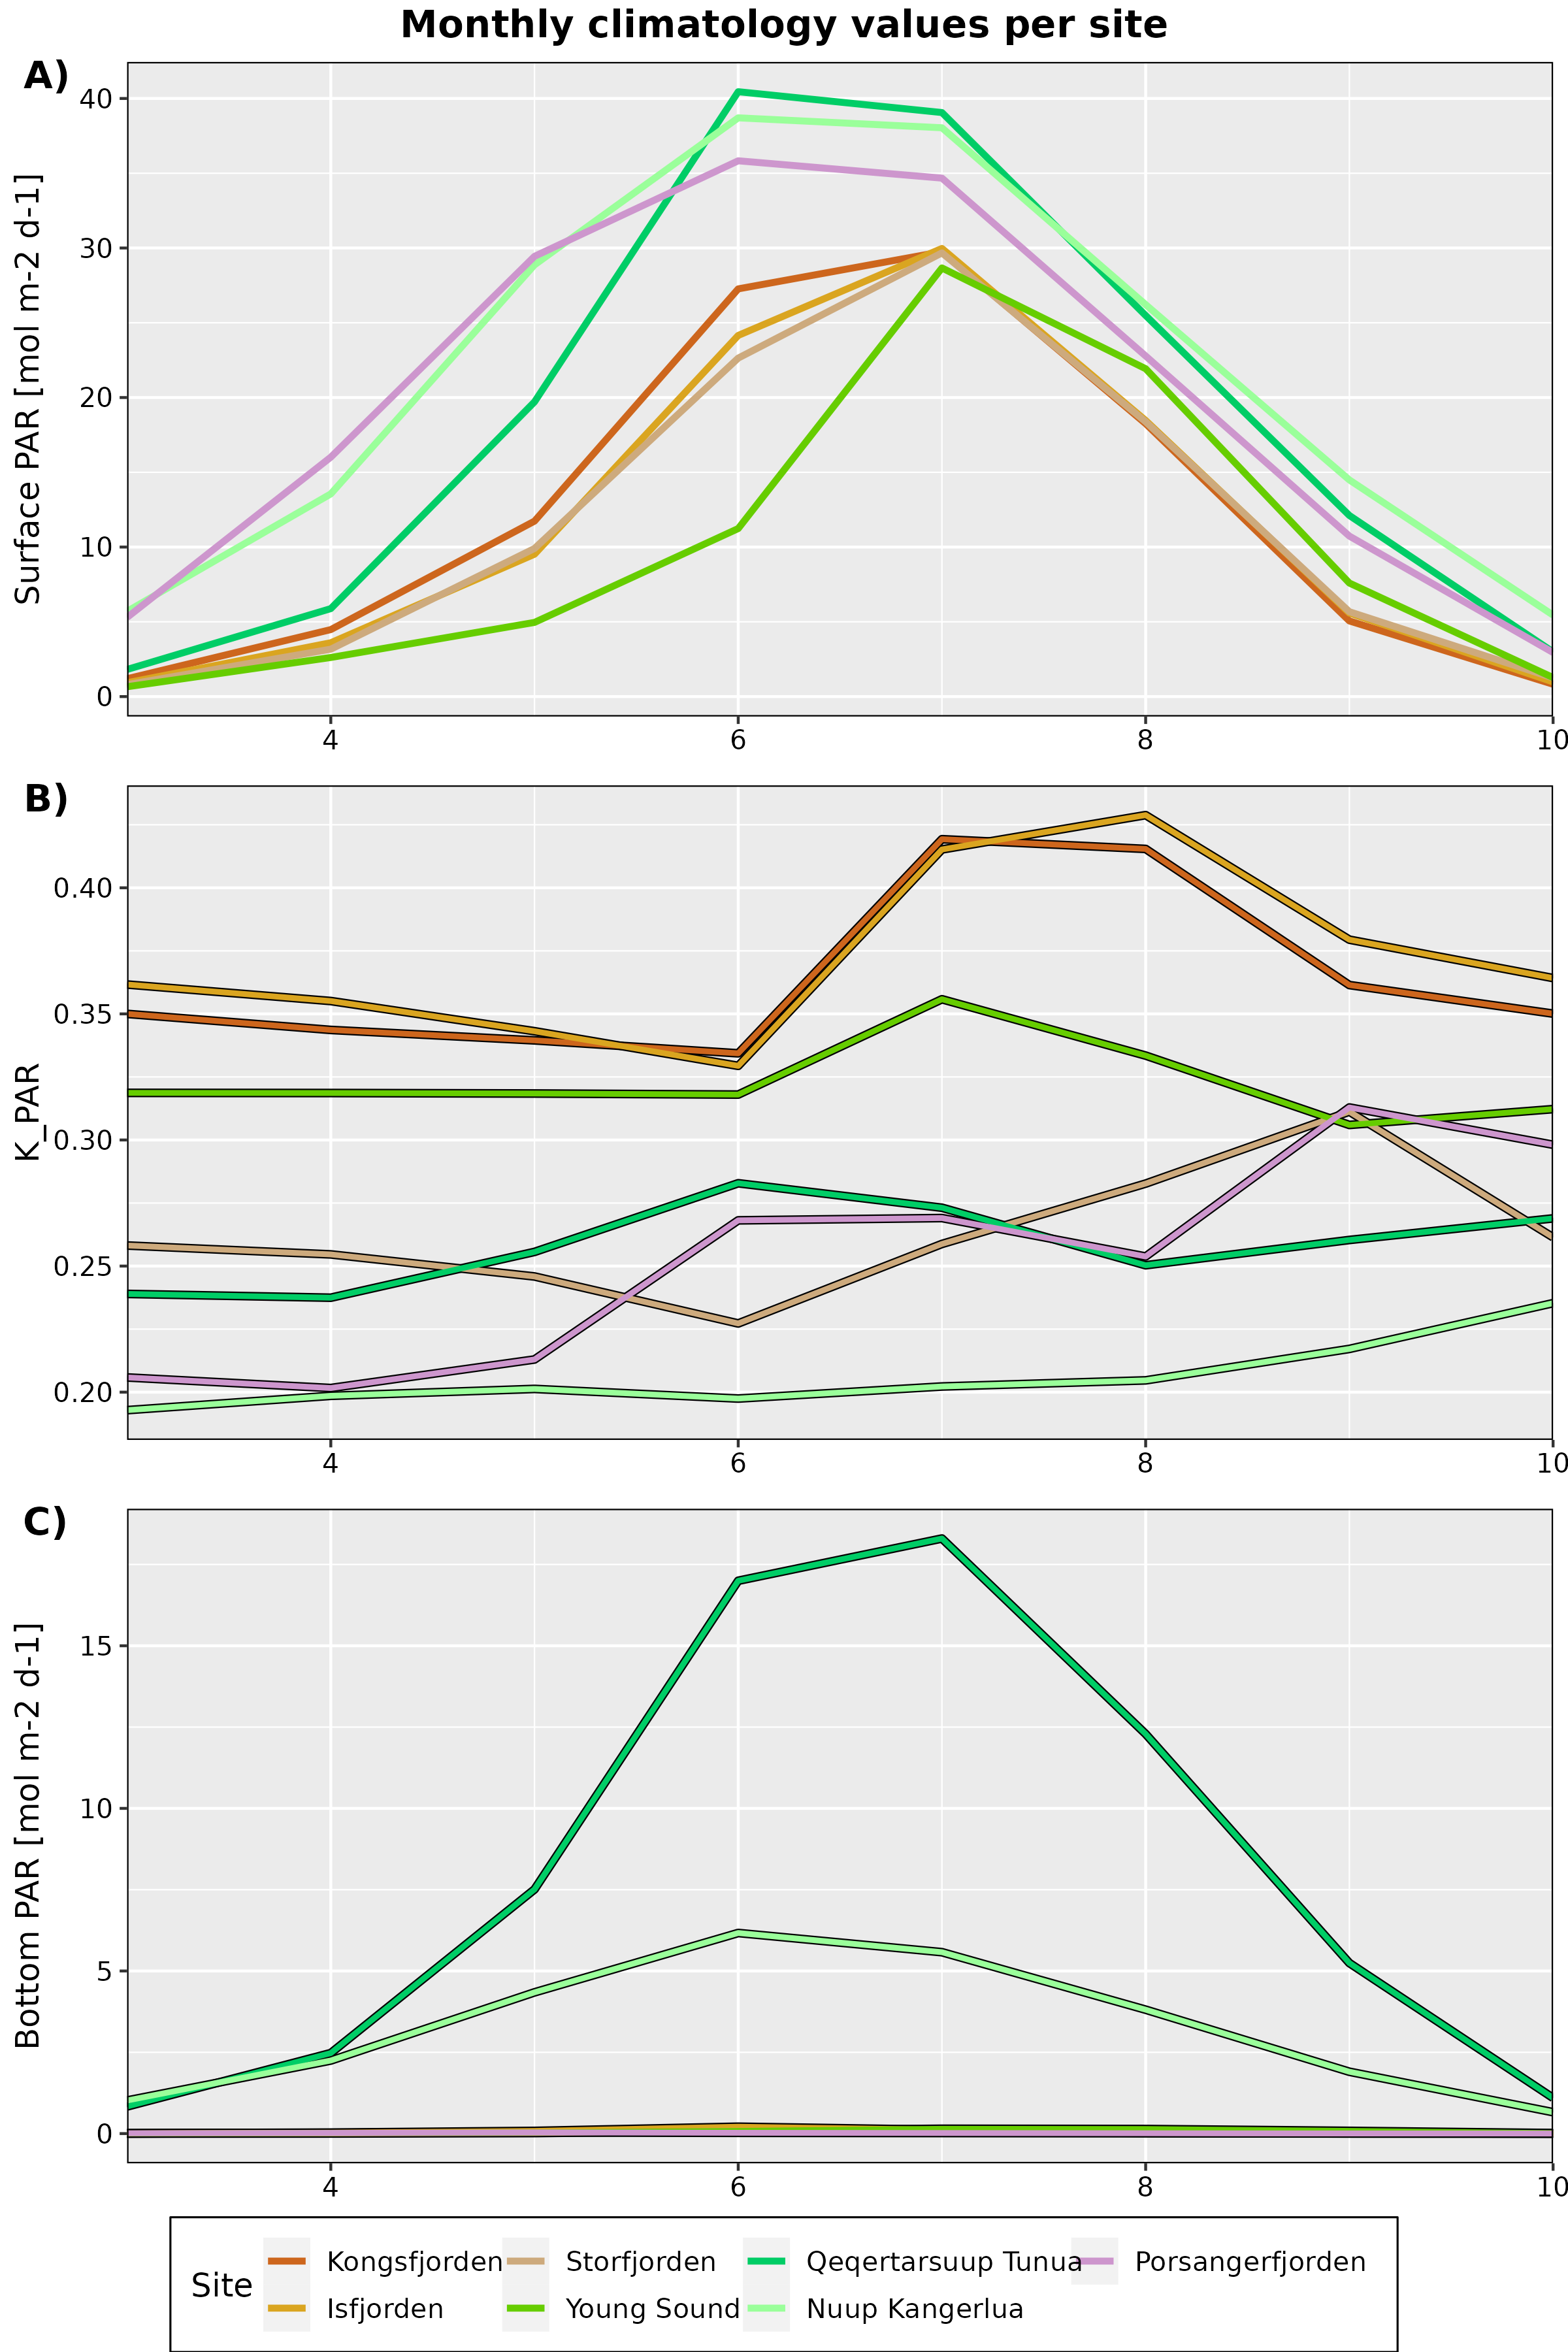 Monthly climatology values per site
A)
Surface PAR [mol m-2 d-1]
40
30
20
10
0
4 6 8 10
B)
K_PAR
0.40
0.35
0.30
0.25
0.20
4 6 8 10
C)
Bottom PAR [mol m-2 d-1]
15
10
5
0
4 6 8 10
Site
Kongsfjorden Storfjorden Qeqertarsuup Tunua Porsangerfjorden
Isfjorden Young Sound Nuup Kangerlua